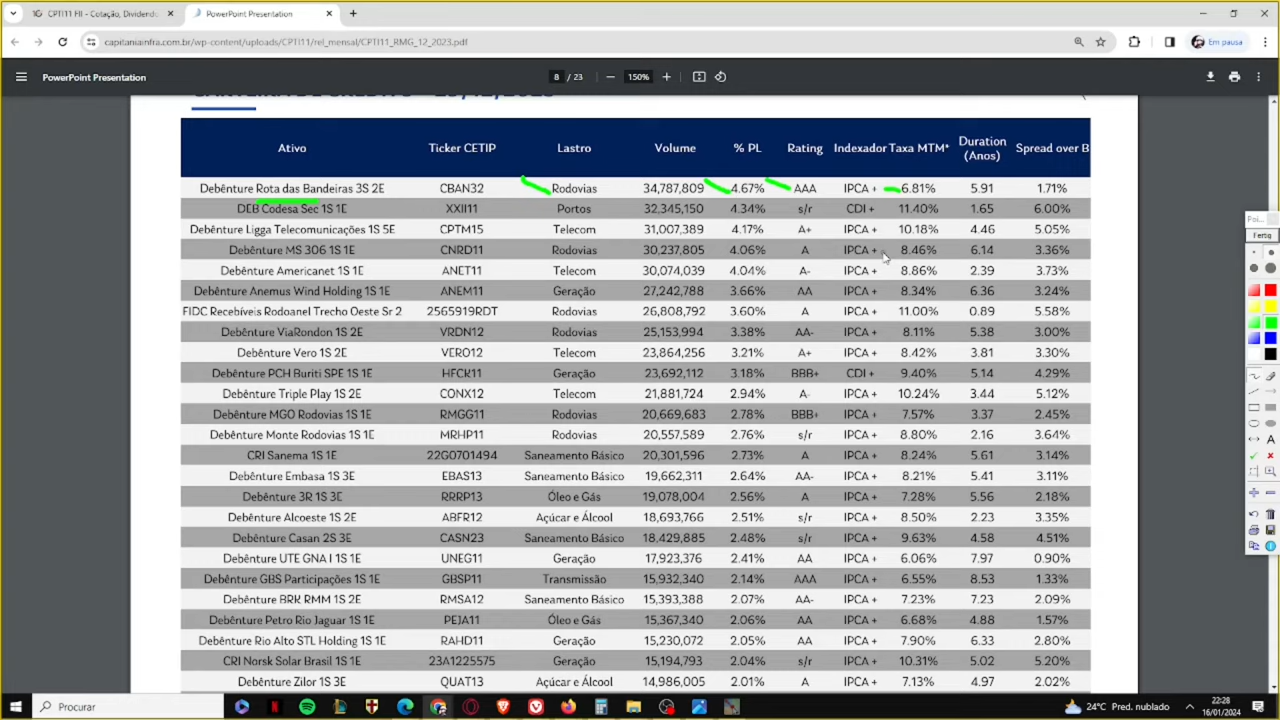 CPTI11 FII - Cotação, Dividendo
PowerPoint Presentation
capitaniainfra.com.br/wp-content/uploads/CPTI11/rel_mensal/CPTI11_RMG_12_2023.pdf
Em pausa
PowerPoint Presentation
8 / 23
150%
Ativo Ticker CETIP Lastro Volume % PL Rating Indexador Taxa MTM* Duration (Anos) Spread over B
Debênture Rota das Bandeiras 3S 2E CBAN32 Rodovias 34,787,809 4.67% AAA IPCA + 6.81% 5.91 1.71%
DEB Codesa Sec 1S 1E XXII11 Portos 32,345,150 4.34% s/r CDI + 11.40% 1.65 6.00%
Debênture Ligga Telecomunicações 1S 5E CPTM15 Telecom 31,007,389 4.17% A+ IPCA + 10.18% 4.46 5.05%
Debênture MS 306 1S 1E CNRD11 Rodovias 30,237,805 4.06% A IPCA + 8.46% 6.14 3.36%
Debênture Americanet 1S 1E ANET11 Telecom 30,074,039 4.04% A- IPCA + 8.86% 2.39 3.73%
Debênture Anemus Wind Holding 1S 1E ANEM11 Geração 27,242,788 3.66% AA IPCA + 8.34% 6.36 3.24%
FIDC Recebíveis Rodoanel Trecho Oeste Sr 2 2565919RDT Rodovias 26,808,792 3.60% A IPCA + 11.00% 0.89 5.58%
Debênture ViaRondon 1S 2E VRDN12 Rodovias 25,153,994 3.38% AA- IPCA + 8.11% 5.38 3.00%
Debênture Vero 1S 2E VERO12 Telecom 23,864,256 3.21% A+ IPCA + 8.42% 3.81 3.30%
Debênture PCH Buriti SPE 1S 1E HFCK11 Geração 23,692,112 3.18% BBB+ CDI + 9.40% 5.14 4.29%
Debênture Triple Play 1S 2E CONX12 Telecom 21,881,724 2.94% A- IPCA + 10.24% 3.44 5.12%
Debênture MGO Rodovias 1S 1E RMGG11 Rodovias 20,669,683 2.78% BBB+ IPCA + 7.57% 3.37 2.45%
Debênture Monte Rodovias 1S 1E MRHP11 Rodovias 20,557,589 2.76% s/r IPCA + 8.80% 2.16 3.64%
CRI Sanema 1S 1E 22G0701494 Saneamento Básico 20,301,596 2.73% A IPCA + 8.24% 5.61 3.14%
Debênture Embasa 1S 3E EBAS13 Saneamento Básico 19,662,311 2.64% AA- IPCA + 8.21% 5.41 3.11%
Debênture 3R 1S 3E RRRP13 Óleo e Gás 19,078,004 2.56% A IPCA + 7.28% 5.56 2.18%
Debênture Alcoeste 1S 2E ABFR12 Açúcar e Álcool 18,693,766 2.51% s/r IPCA + 8.50% 2.23 3.35%
Debênture Casan 2S 3E CASN23 Saneamento Básico 18,429,885 2.48% s/r IPCA + 9.63% 4.58 4.51%
Debênture UTE GNA I 1S 1E UNEG11 Geração 17,923,376 2.41% AA IPCA + 6.06% 7.97 0.90%
Debênture GBS Participações 1S 1E GBSP11 Transmissão 15,932,340 2.14% AAA IPCA + 6.55% 8.53 1.33%
Debênture BRK RMM 1S 2E RMSA12 Saneamento Básico 15,393,388 2.07% AA- IPCA + 7.23% 7.23 2.09%
Debênture Petro Rio Jaguar 1S 1E PEJA11 Óleo e Gás 15,367,340 2.06% AA IPCA + 6.68% 4.88 1.57%
Debênture Rio Alto STL Holding 1S 1E RAHD11 Geração 15,230,072 2.05% AA IPCA + 7.90% 6.33 2.80%
CRI Norsk Solar Brasil 1S 1E 23A1225575 Geração 15,194,793 2.04% s/r IPCA + 10.31% 5.02 5.20%
Debênture Zilor 1S 3E QUAT13 Açúcar e Álcool 14,986,005 2.01% A IPCA + 7.13% 4.97 2.02%
Poi...
Fertig
A
Procurar
24°C Pred. nublado
22:28
16/01/2024